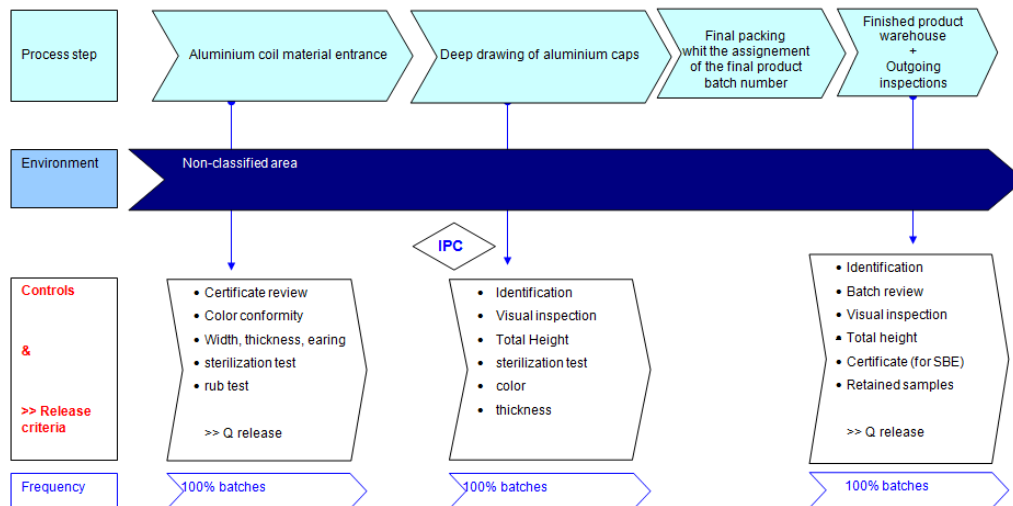 Process step
Aluminium coil material entrance
Deep drawing of aluminium caps
Final packing
whit the assignement
of the final product
batch number
Finished product
warehouse
+
Outgoing
inspections
Environment
Non-classified area
IPC
Controls
&
>> Release
criteria
• Certificate review
• Color conformity
• Width, thickness, earing
• sterilization test
• rub test
>> Q release
• Identification
• Visual inspection
• Total Height
• sterilization test
• color
• thickness
• Identification
• Batch review
• Visual inspection
• Total height
• Certificate (for SBE)
• Retained samples
>> Q release
Frequency
100% batches
100% batches
100% batches